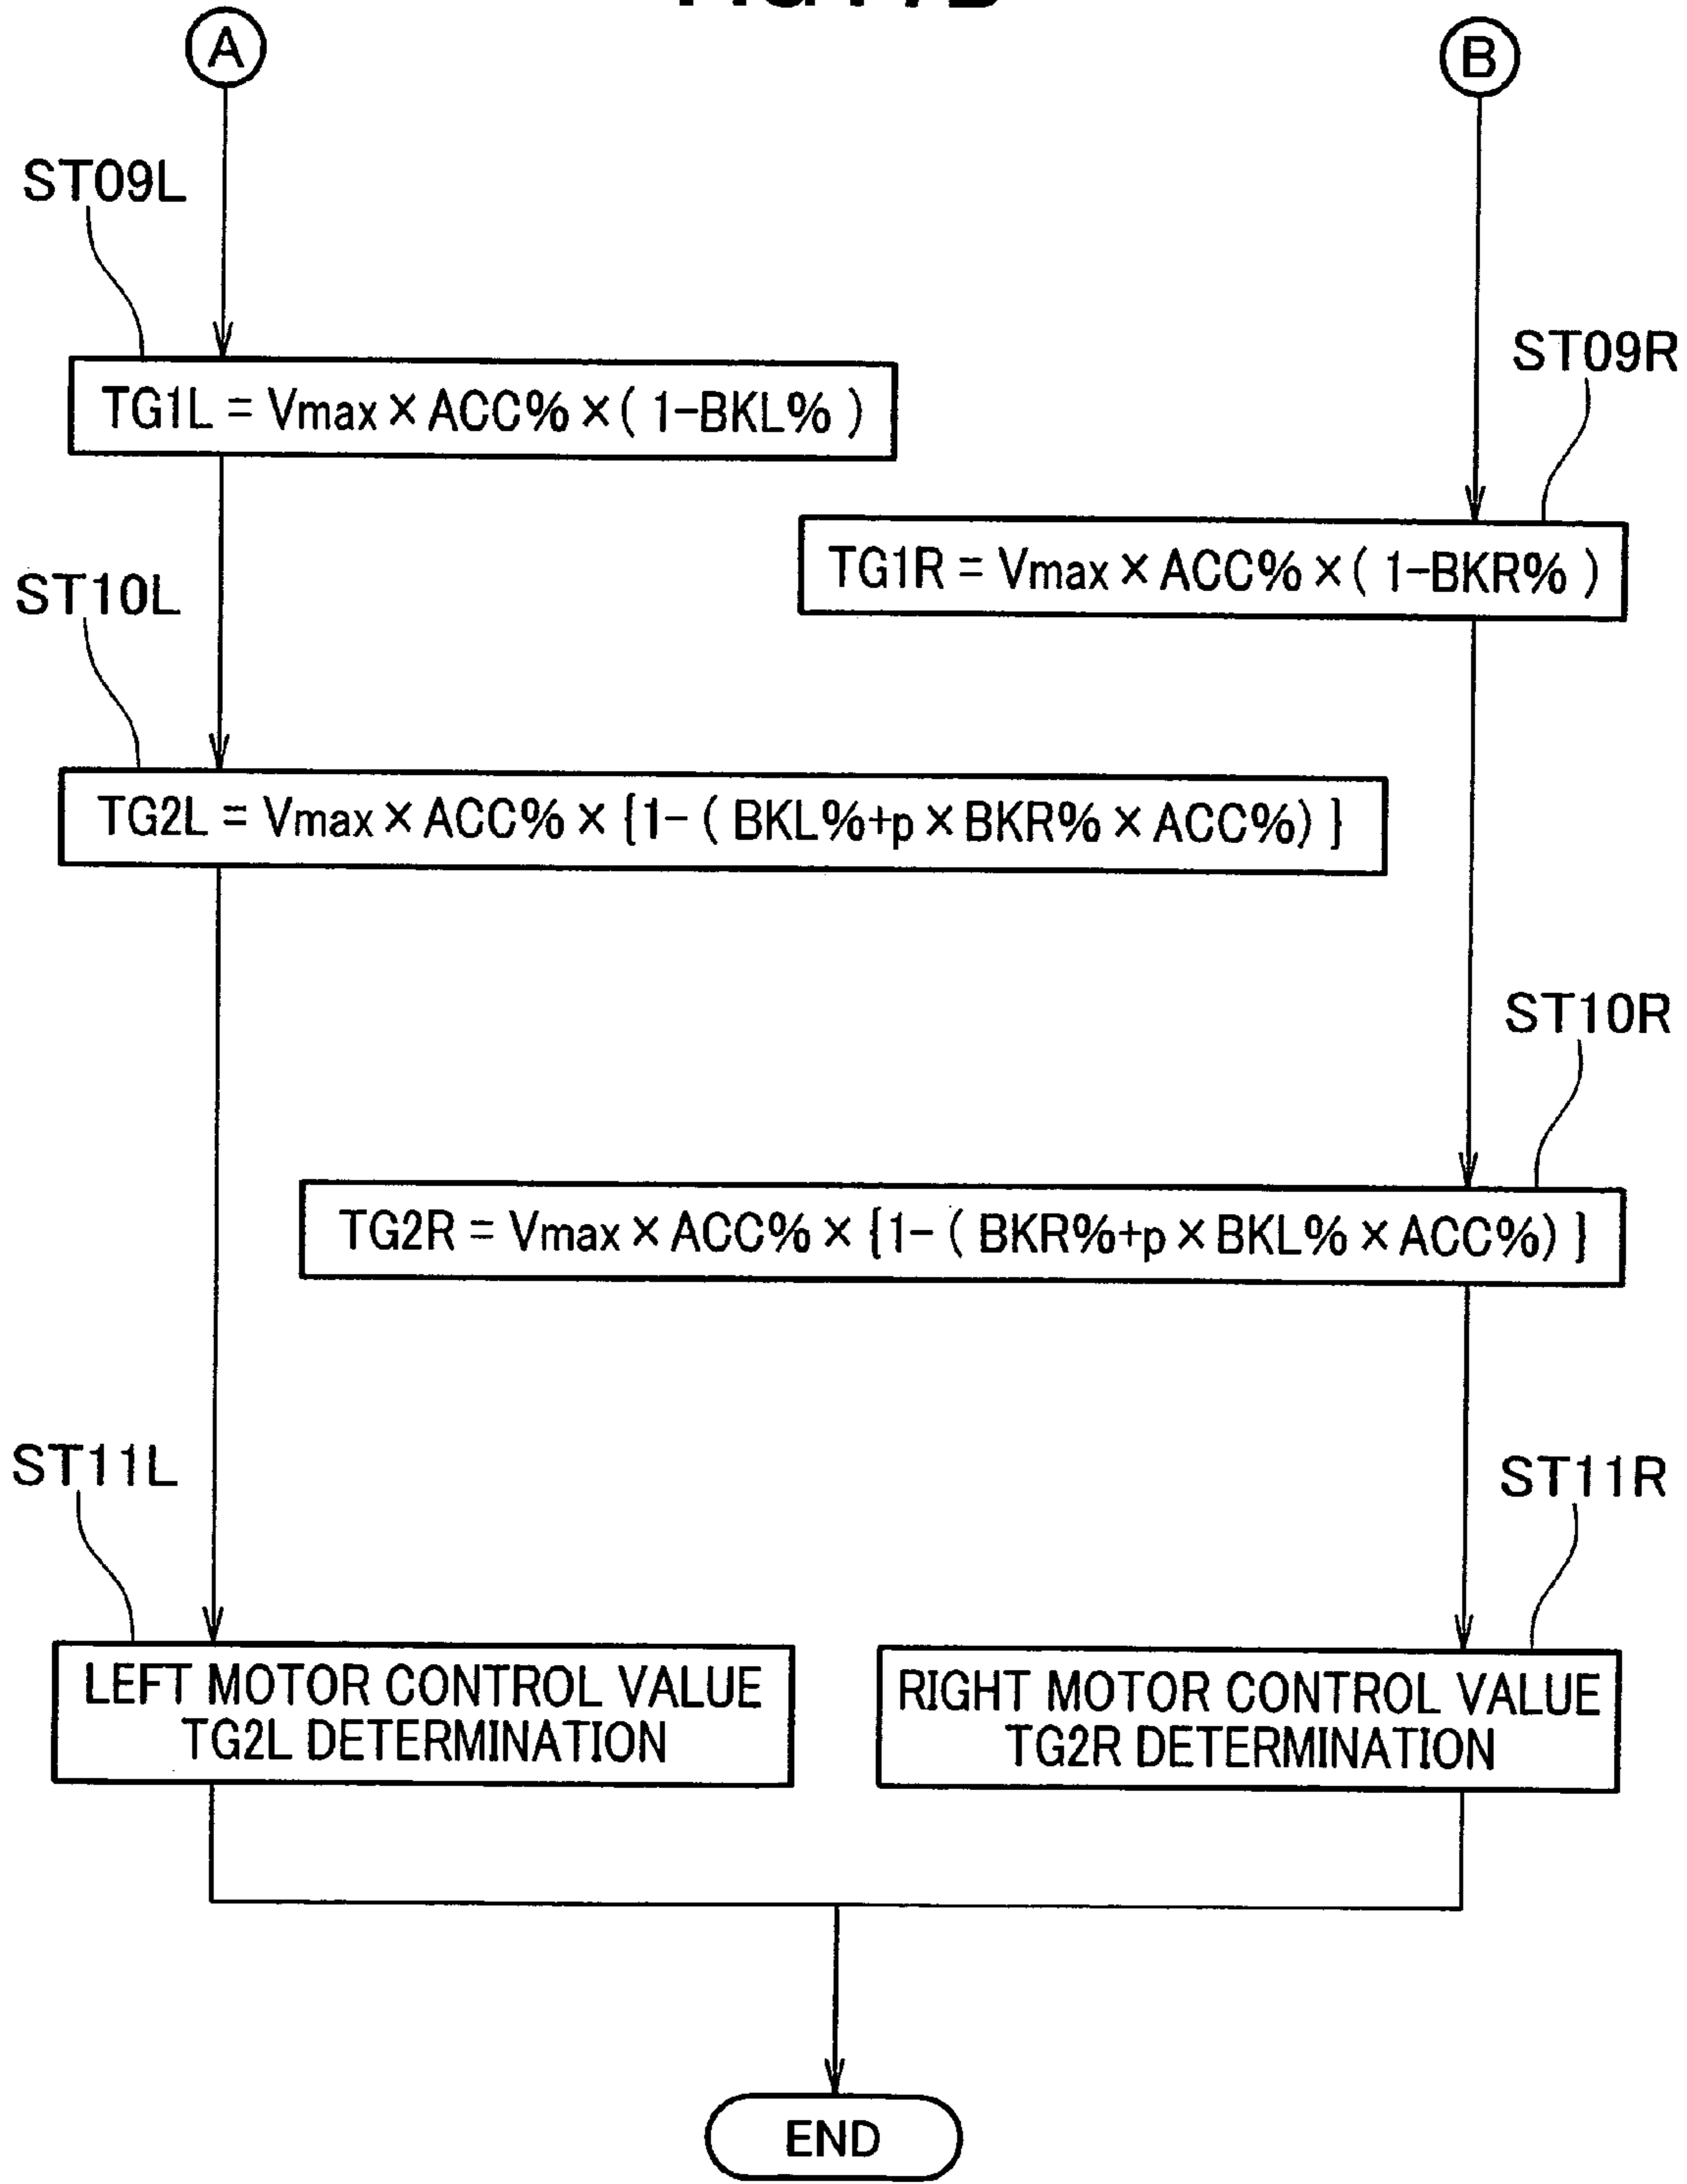 A
B
ST09L
TG1L = Vmax × ACC% × ( 1-BKL% )
ST09R
TG1R = Vmax × ACC% × ( 1-BKR% )
ST10L
TG2L = Vmax × ACC% × {1- ( BKL%+p × BKR% × ACC%) }
ST10R
TG2R = Vmax × ACC% × {1- ( BKR%+p × BKL% × ACC%) }
ST11L
LEFT MOTOR CONTROL VALUE
TG2L DETERMINATION
ST11R
RIGHT MOTOR CONTROL VALUE
TG2R DETERMINATION
END